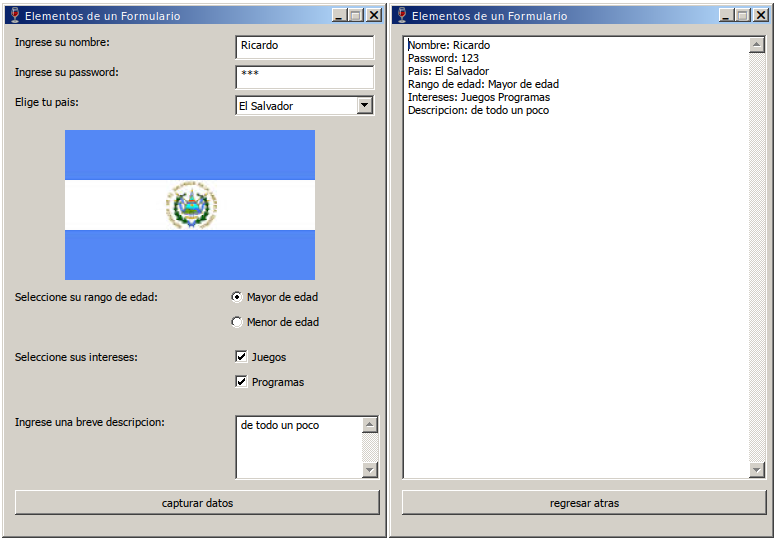 Elementos de un Formulario
Ingrese su nombre: Ricardo
Ingrese su password: ***
Elige tu pais: El Salvador
Seleccione su rango de edad: Mayor de edad
Menor de edad
Seleccione sus intereses: Juegos
Programas
Ingrese una breve descripcion: de todo un poco
capturar datos
Elementos de un Formulario
Nombre: Ricardo
Password: 123
Pais: El Salvador
Rango de edad: Mayor de edad
Intereses: Juegos Programas
Descripcion: de todo un poco
regresar atras